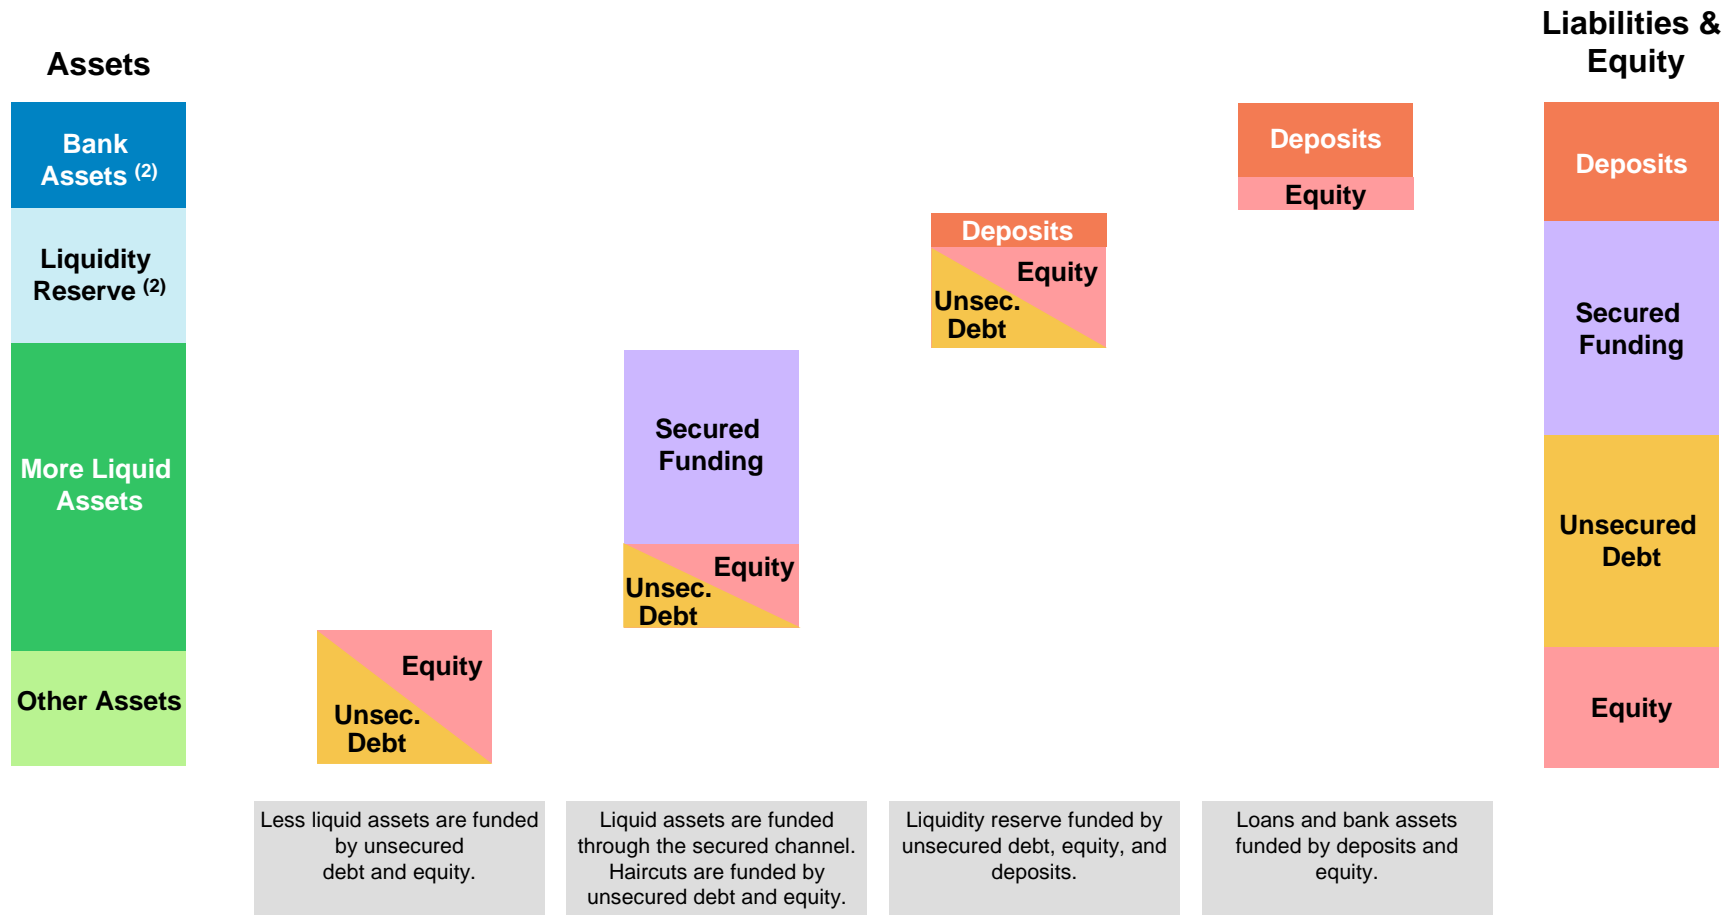 Assets
Bank
Assets (2)
Liquidity
Reserve (2)
More Liquid
Assets
Other Assets
Equity
Unsec.
Debt
Less liquid assets are funded
by unsecured
debt and equity.
Secured
Funding
Equity
Unsec.
Debt
Liquid assets are funded
through the secured channel.
Haircuts are funded by
unsecured debt and equity.
Deposits
Equity
Unsec.
Debt
Liquidity reserve funded by
unsecured debt, equity, and
deposits.
Deposits
Equity
Loans and bank assets
funded by deposits and
equity.
Liabilities &
Equity
Deposits
Secured
Funding
Unsecured
Debt
Equity